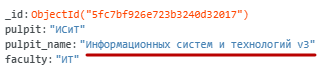 _id: ObjectId("5fc7bf926e723b3240d32017")
pulpit: "ИСиТ"
pulpit_name: "Информационных систем и технологий v3"
faculty: "ИТ"